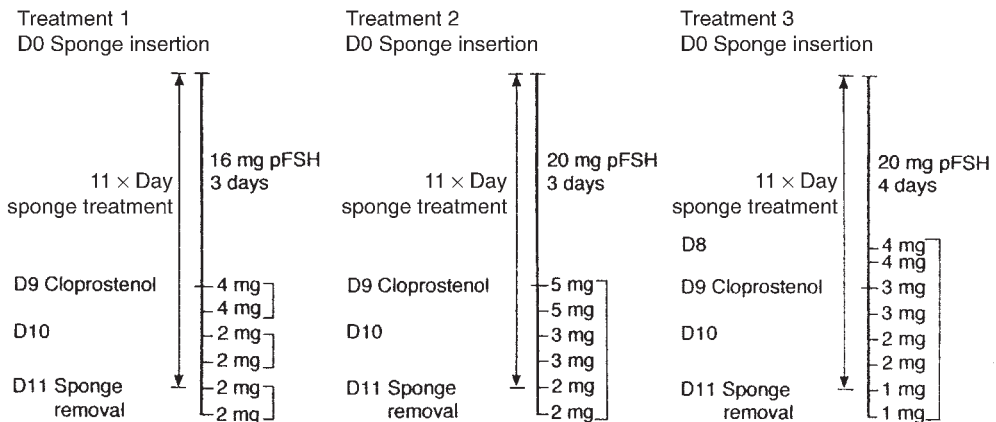 Treatment 1
D0 Sponge insertion
16 mg pFSH
3 days
11 × Day
sponge treatment
D9 Cloprostenol
4 mg
4 mg
D10
2 mg
2 mg
D11 Sponge
removal
2 mg
2 mg
Treatment 2
D0 Sponge insertion
20 mg pFSH
3 days
11 × Day
sponge treatment
D9 Cloprostenol
5 mg
5 mg
D10
3 mg
3 mg
D11 Sponge
removal
2 mg
2 mg
Treatment 3
D0 Sponge insertion
20 mg pFSH
4 days
11 × Day
sponge treatment
D8
4 mg
4 mg
D9 Cloprostenol
3 mg
3 mg
D10
2 mg
2 mg
D11 Sponge
removal
1 mg
1 mg